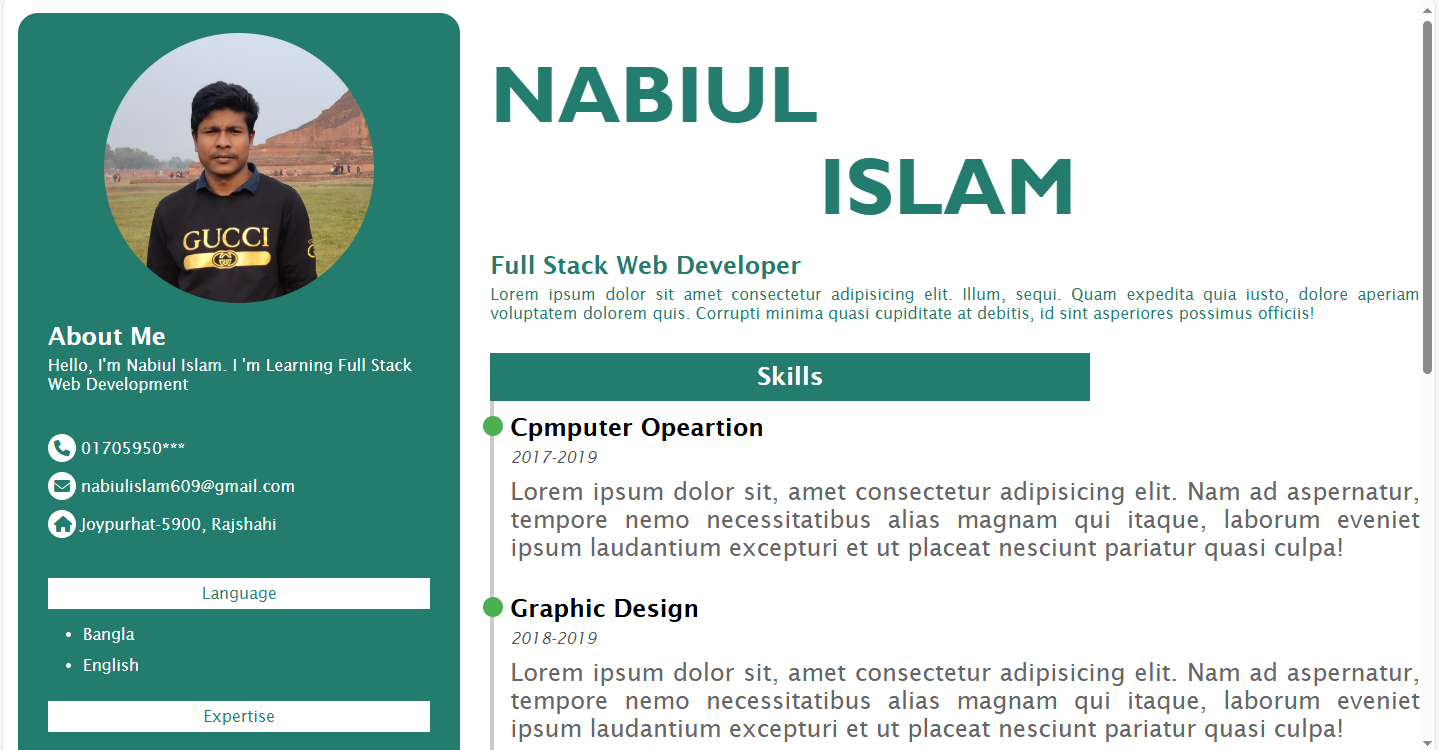 GUCCI
About Me
Hello, I'm Nabiul Islam. I 'm Learning Full Stack
Web Development
01705950***
nabiulislam609@gmail.com
Joypurhat-5900, Rajshahi
Language
• Bangla
• English
Expertise
NABIUL
ISLAM
Full Stack Web Developer
Lorem ipsum dolor sit amet consectetur adipisicing elit. Illum, sequi. Quam expedita quia iusto, dolore aperiam
voluptatem dolorem quis. Corrupti minima quasi cupiditate at debitis, id sint asperiores possimus officiis!
Skills
Cpmputer Opeartion
2017-2019
Lorem ipsum dolor sit, amet consectetur adipisicing elit. Nam ad aspernatur,
tempore nemo necessitatibus alias magnam qui itaque, laborum eveniet
ipsum laudantium excepturi et ut placeat nesciunt pariatur quasi culpa!
Graphic Design
2018-2019
Lorem ipsum dolor sit, amet consectetur adipisicing elit. Nam ad aspernatur,
tempore nemo necessitatibus alias magnam qui itaque, laborum eveniet
ipsum laudantium excepturi et ut placeat nesciunt pariatur quasi culpa!